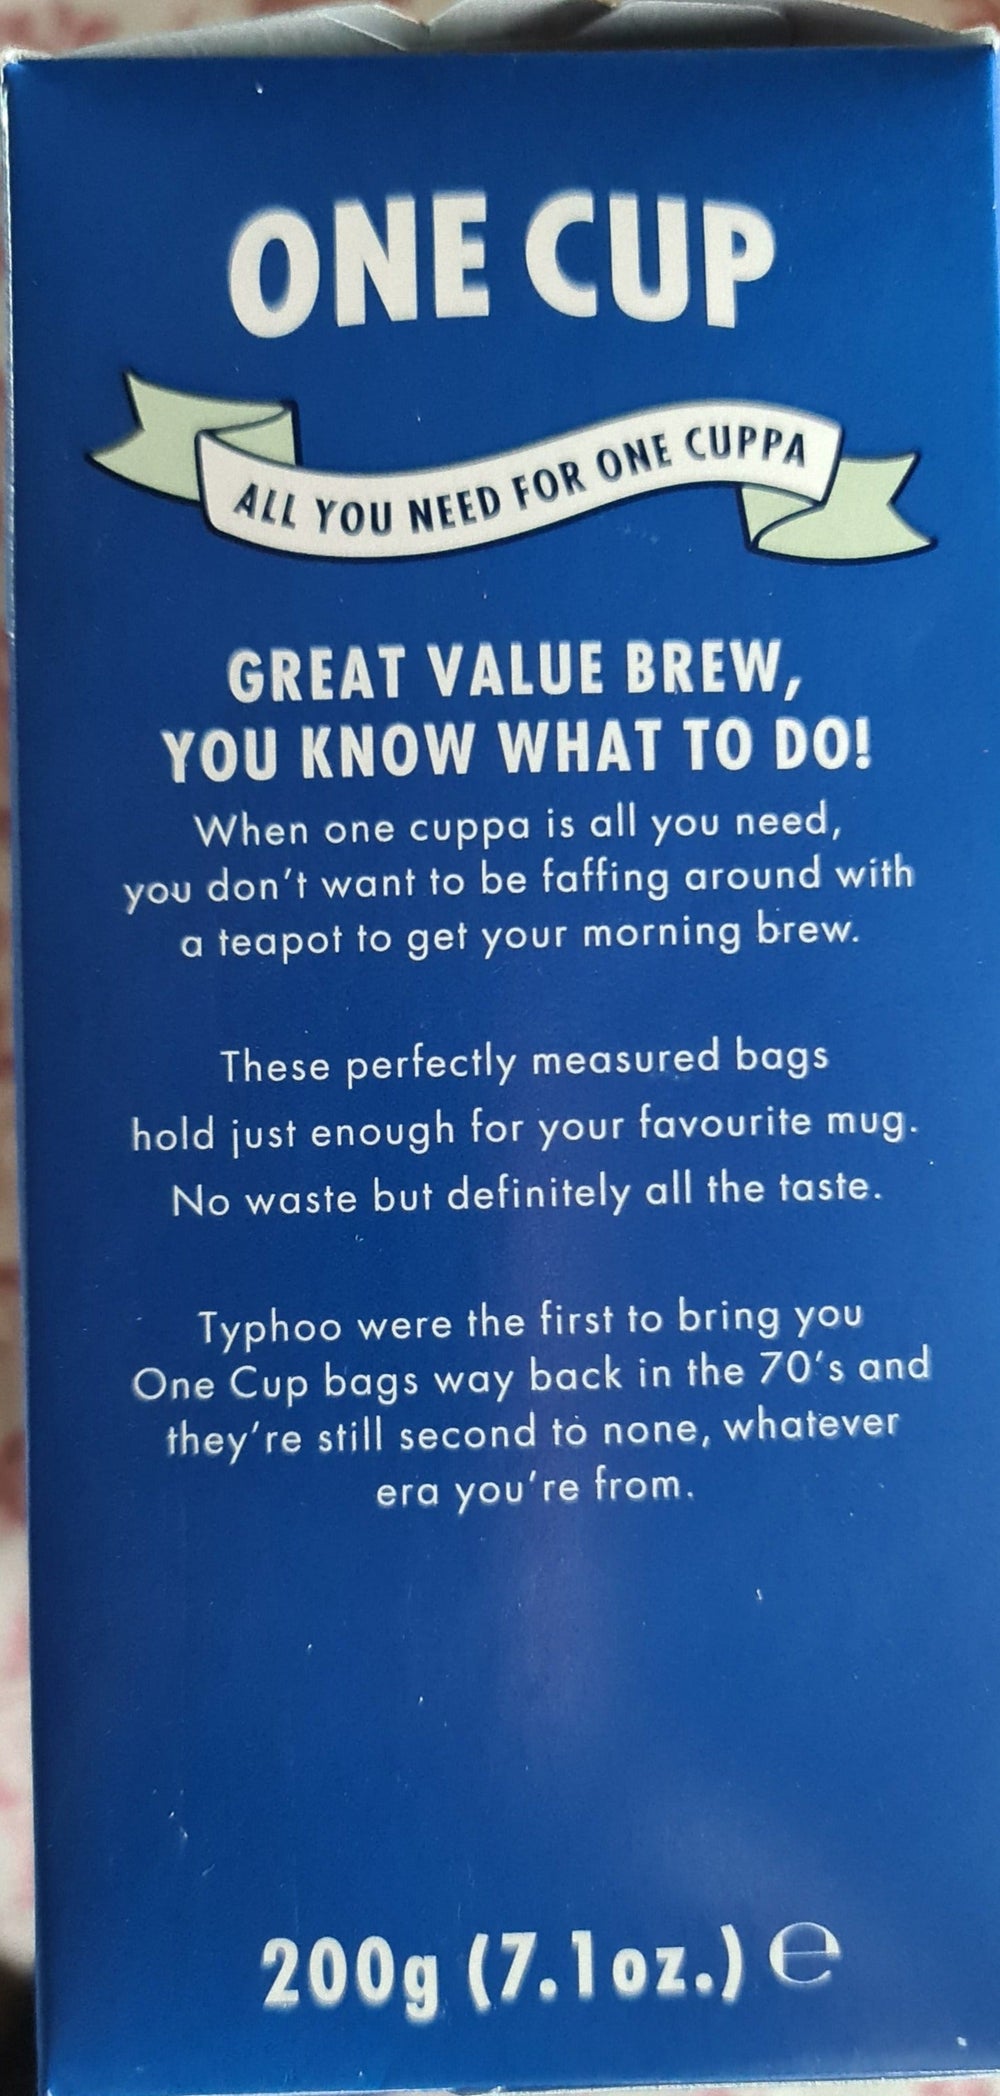 ONE CUP
ALL YOU NEED FOR ONE CUPPA
GREAT VALUE BREW,
YOU KNOW WHAT TO DO!
When one cuppa is all you need,
you don't want to be faffing around with
a teapot to get your morning brew.
These perfectly measured bags
hold just enough for your favourite mug.
No waste but definitely all the taste.
Typhoo were the first to bring you
One Cup bags way back in the 70's and
they're still second to none, whatever
era you're from.
200g (7.1oz.) ℮